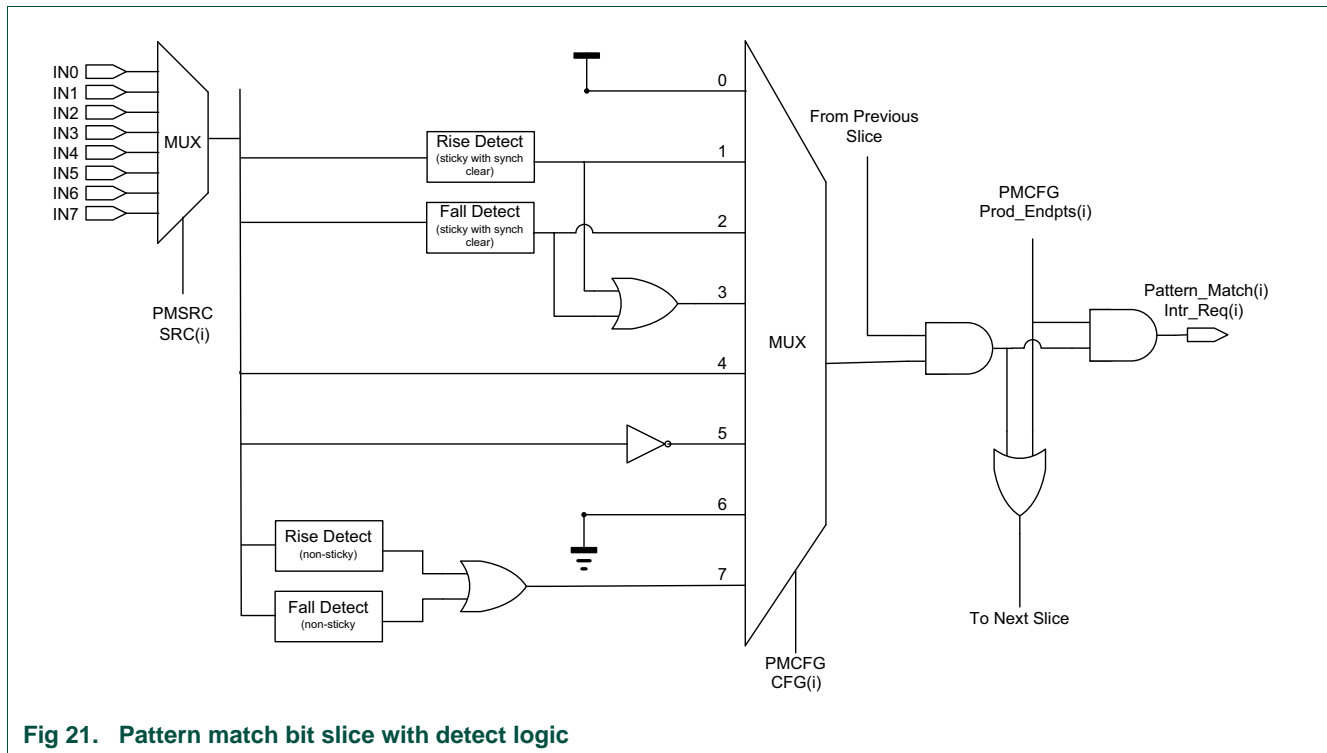 IN0
IN1
IN2
IN3
IN4
IN5
IN6
IN7
MUX
PMSRC
SRC(i)
Rise Detect
(sticky with synch
clear)
Fall Detect
(sticky with synch
clear)
Rise Detect
(non-sticky)
Fall Detect
(non-sticky
0
1
2
3
4
5
6
7
MUX
PMCFG
CFG(i)
From Previous
Slice
PMCFG
Prod_Endpts(i)
Pattern_Match(i)
Intr_Req(i)
To Next Slice
Fig 21. Pattern match bit slice with detect logic